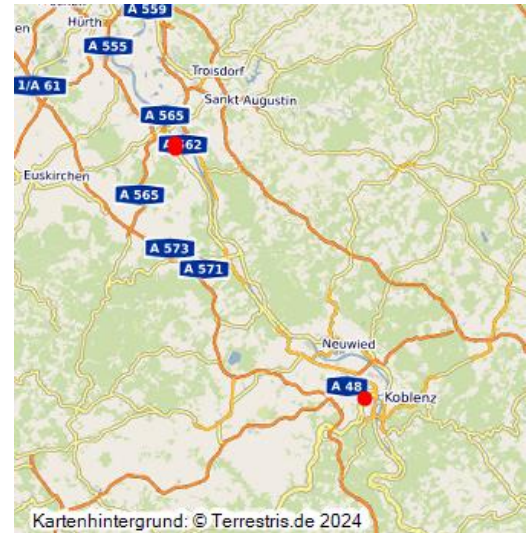 A 559
Hürth
A 555
Troisdorf
1/A 61
Sankt Augustin
A 565
562
Euskirchen
A 565
A 573
A 571
Neuwied
A 48
Koblenz
Kartenhintergrund: © Terrestris.de 2024